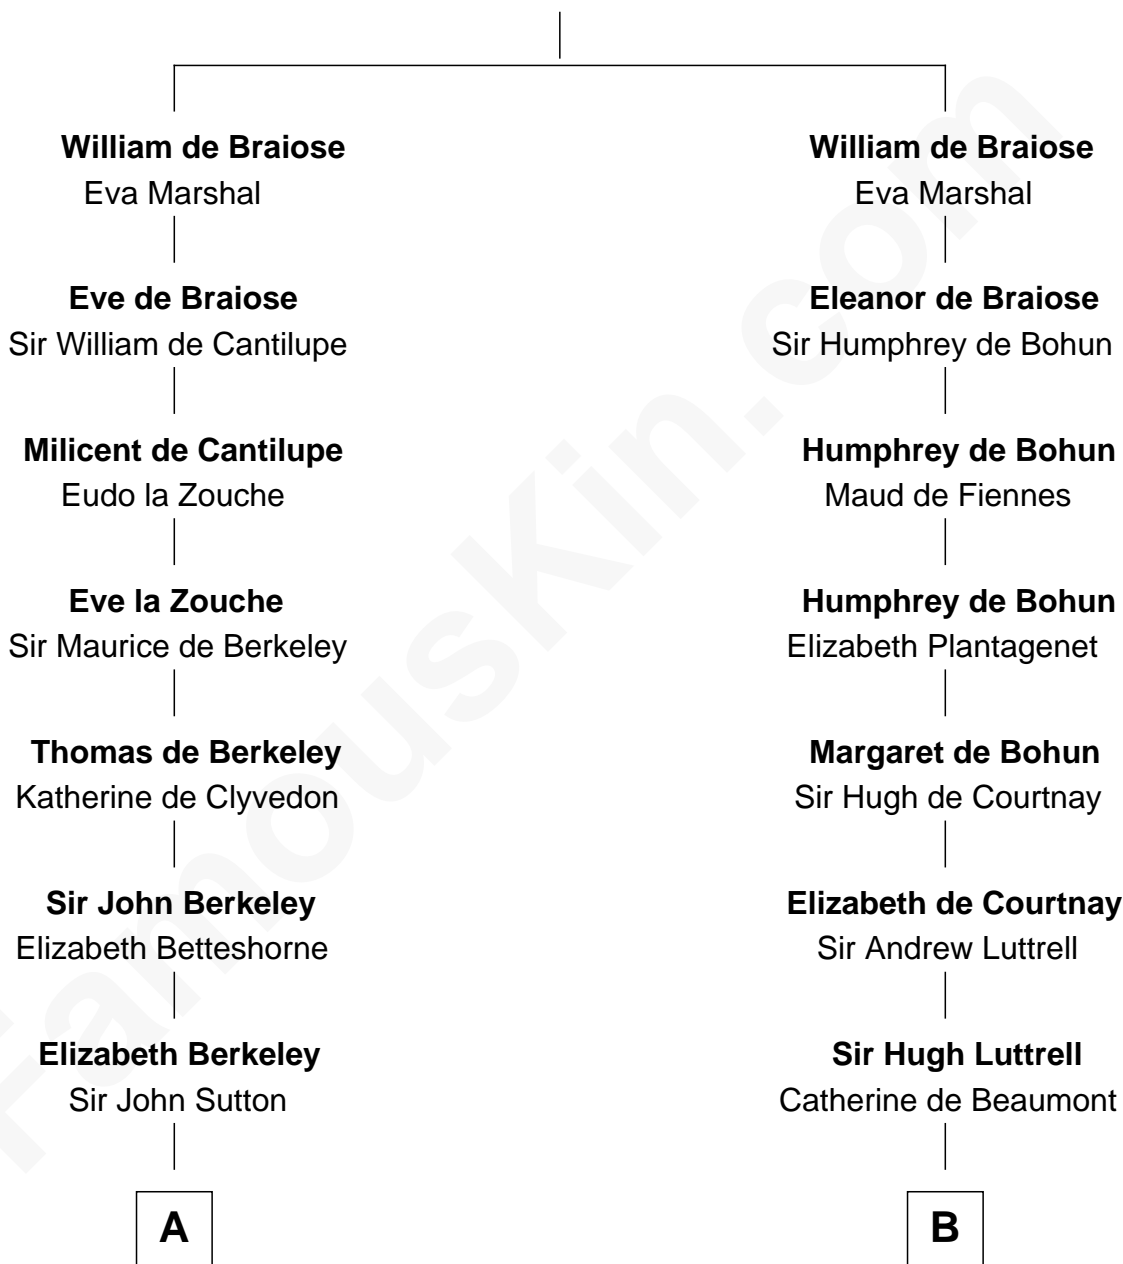 William de Braiose
Eva Marshal
Eve de Braiose
Sir William de Cantilupe
Milicent de Cantilupe
Eudo la Zouche
Eve la Zouche
Sir Maurice de Berkeley
Thomas de Berkeley
Katherine de Clyvedon
Sir John Berkeley
Elizabeth Betteshorne
Elizabeth Berkeley
Sir John Sutton
A
William de Braiose
Eva Marshal
Eleanor de Braiose
Sir Humphrey de Bohun
Humphrey de Bohun
Maud de Fiennes
Humphrey de Bohun
Elizabeth Plantagenet
Margaret de Bohun
Sir Hugh de Courtnay
Elizabeth de Courtnay
Sir Andrew Luttrell
Sir Hugh Luttrell
Catherine de Beaumont
B
FamousKin.com